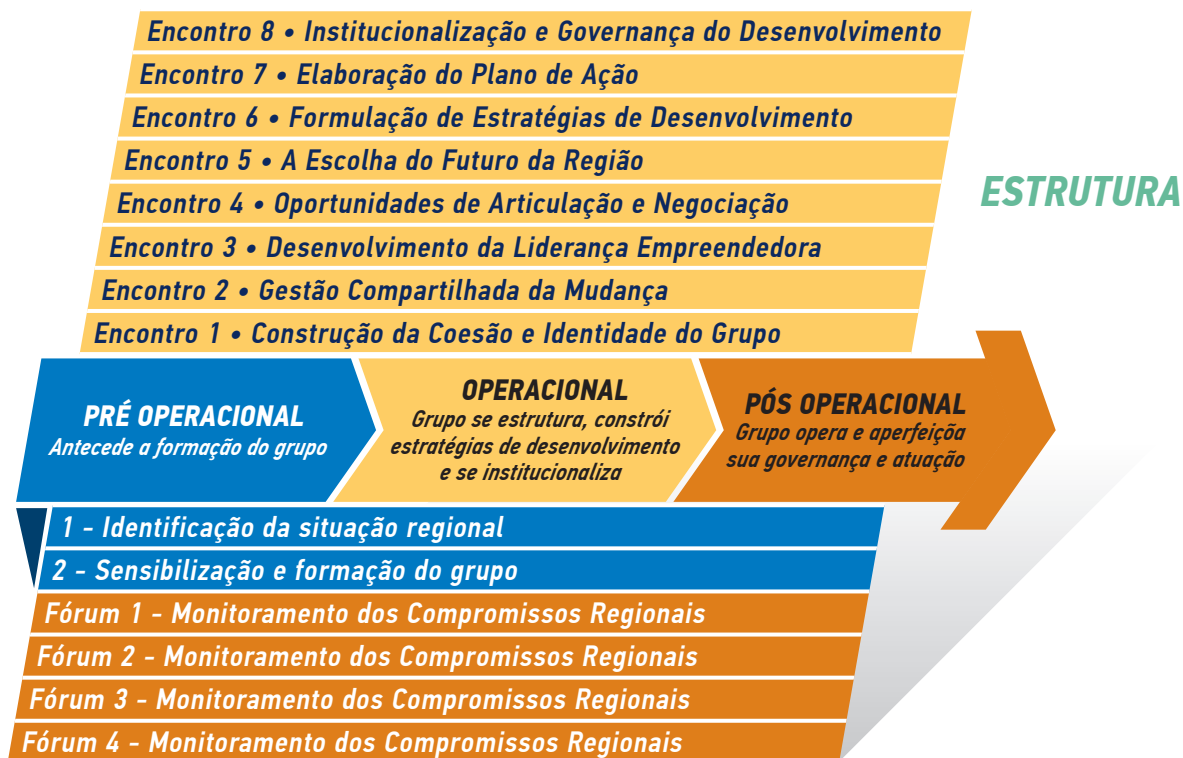 Encontro 8 • Institucionalização e Governança do Desenvolvimento
Encontro 7 • Elaboração do Plano de Ação
Encontro 6 • Formulação de Estratégias de Desenvolvimento
Encontro 5 • A Escolha do Futuro da Região
Encontro 4 • Oportunidades de Articulação e Negociação
Encontro 3 • Desenvolvimento da Liderança Empreendedora
Encontro 2 • Gestão Compartilhada da Mudança
Encontro 1 • Construção da Coesão e Identidade do Grupo
ESTRUTURA
PRÉ OPERACIONAL
Antecede a formação do grupo
OPERACIONAL
Grupo se estrutura, constrói
estratégias de desenvolvimento
e se institucionaliza
PÓS OPERACIONAL
Grupo opera e aperfeiçõa
sua governança e atuação
1 - Identificação da situação regional
2 - Sensibilização e formação do grupo
Fórum 1 - Monitoramento dos Compromissos Regionais
Fórum 2 - Monitoramento dos Compromissos Regionais
Fórum 3 - Monitoramento dos Compromissos Regionais
Fórum 4 - Monitoramento dos Compromissos Regionais